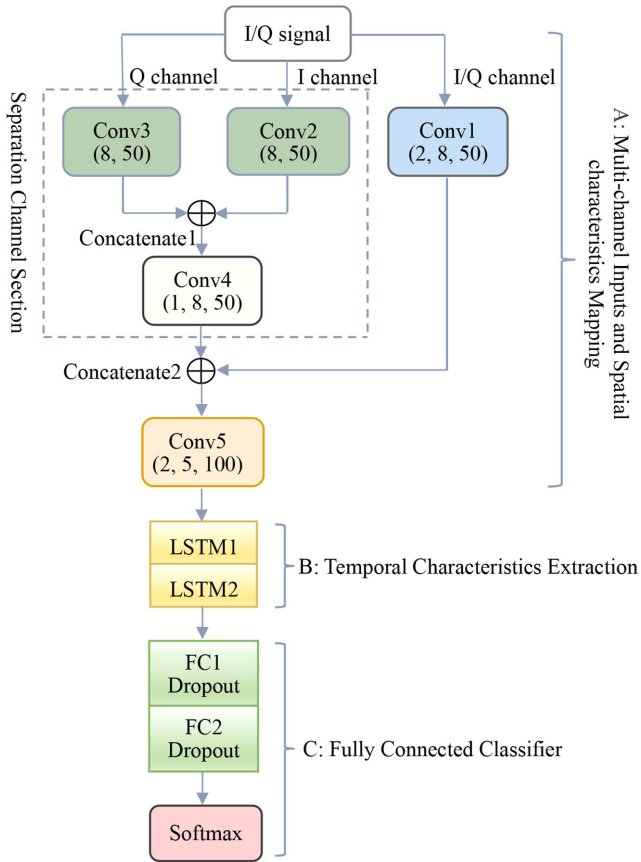 I/Q signal
Q channel
I channel
I/Q channel
Conv3
(8, 50)
Conv2
(8, 50)
Conv1
(2, 8, 50)
Separation Channel Section
Concatenate1
Conv4
(1, 8, 50)
Concatenate2
Conv5
(2, 5, 100)
A: Multi-channel Inputs and Spatial
characteristics Mapping
LSTM1
LSTM2
B: Temporal Characteristics Extraction
FC1
Dropout
FC2
Dropout
C: Fully Connected Classifier
Softmax